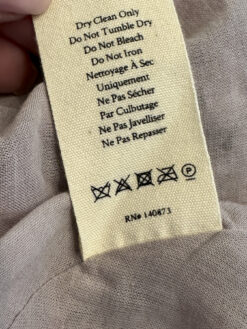 Dry Clean Only
Do Not Tumble Dry
Do Not Bleach
Do Not Iron
Nettoyage À Sec
Uniquement
Ne Pas Sécher
Par Culbutage
Ne Pas Javelliser
Ne Pas Repasser
P
RN# 140873